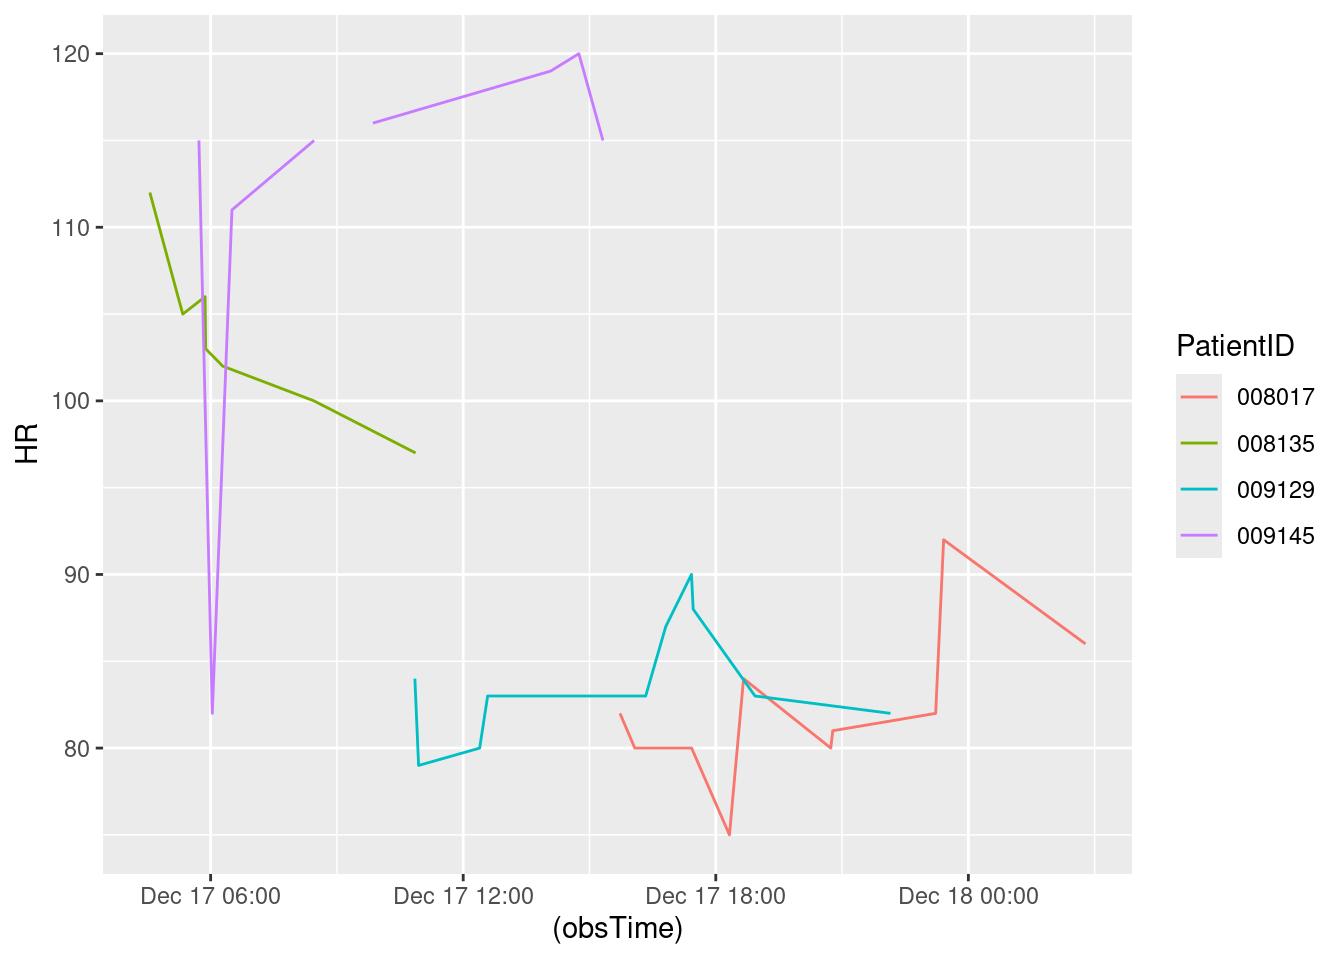 120
110
100
90
80
HR
Dec 17 06:00
Dec 17 12:00
Dec 17 18:00
Dec 18 00:00
(obsTime)
PatientID
008017
008135
009129
009145